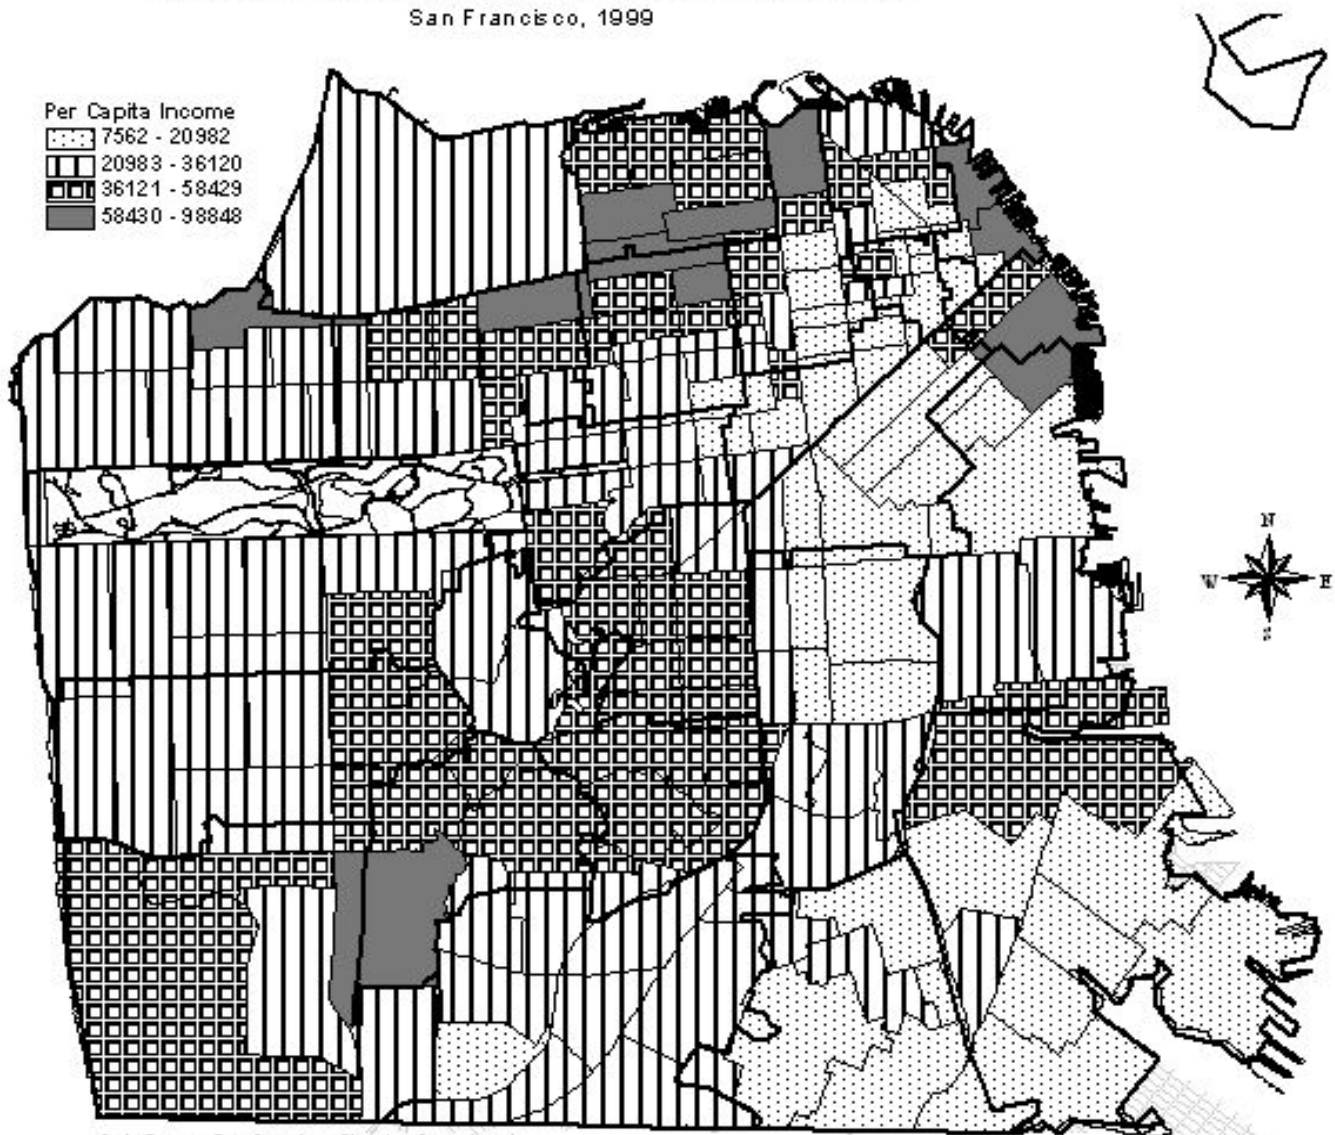 San Francisco, 1999
Per Capita Income
7562 - 20982
20983 - 36120
36121 - 58429
58430 - 98848
N
W E
S